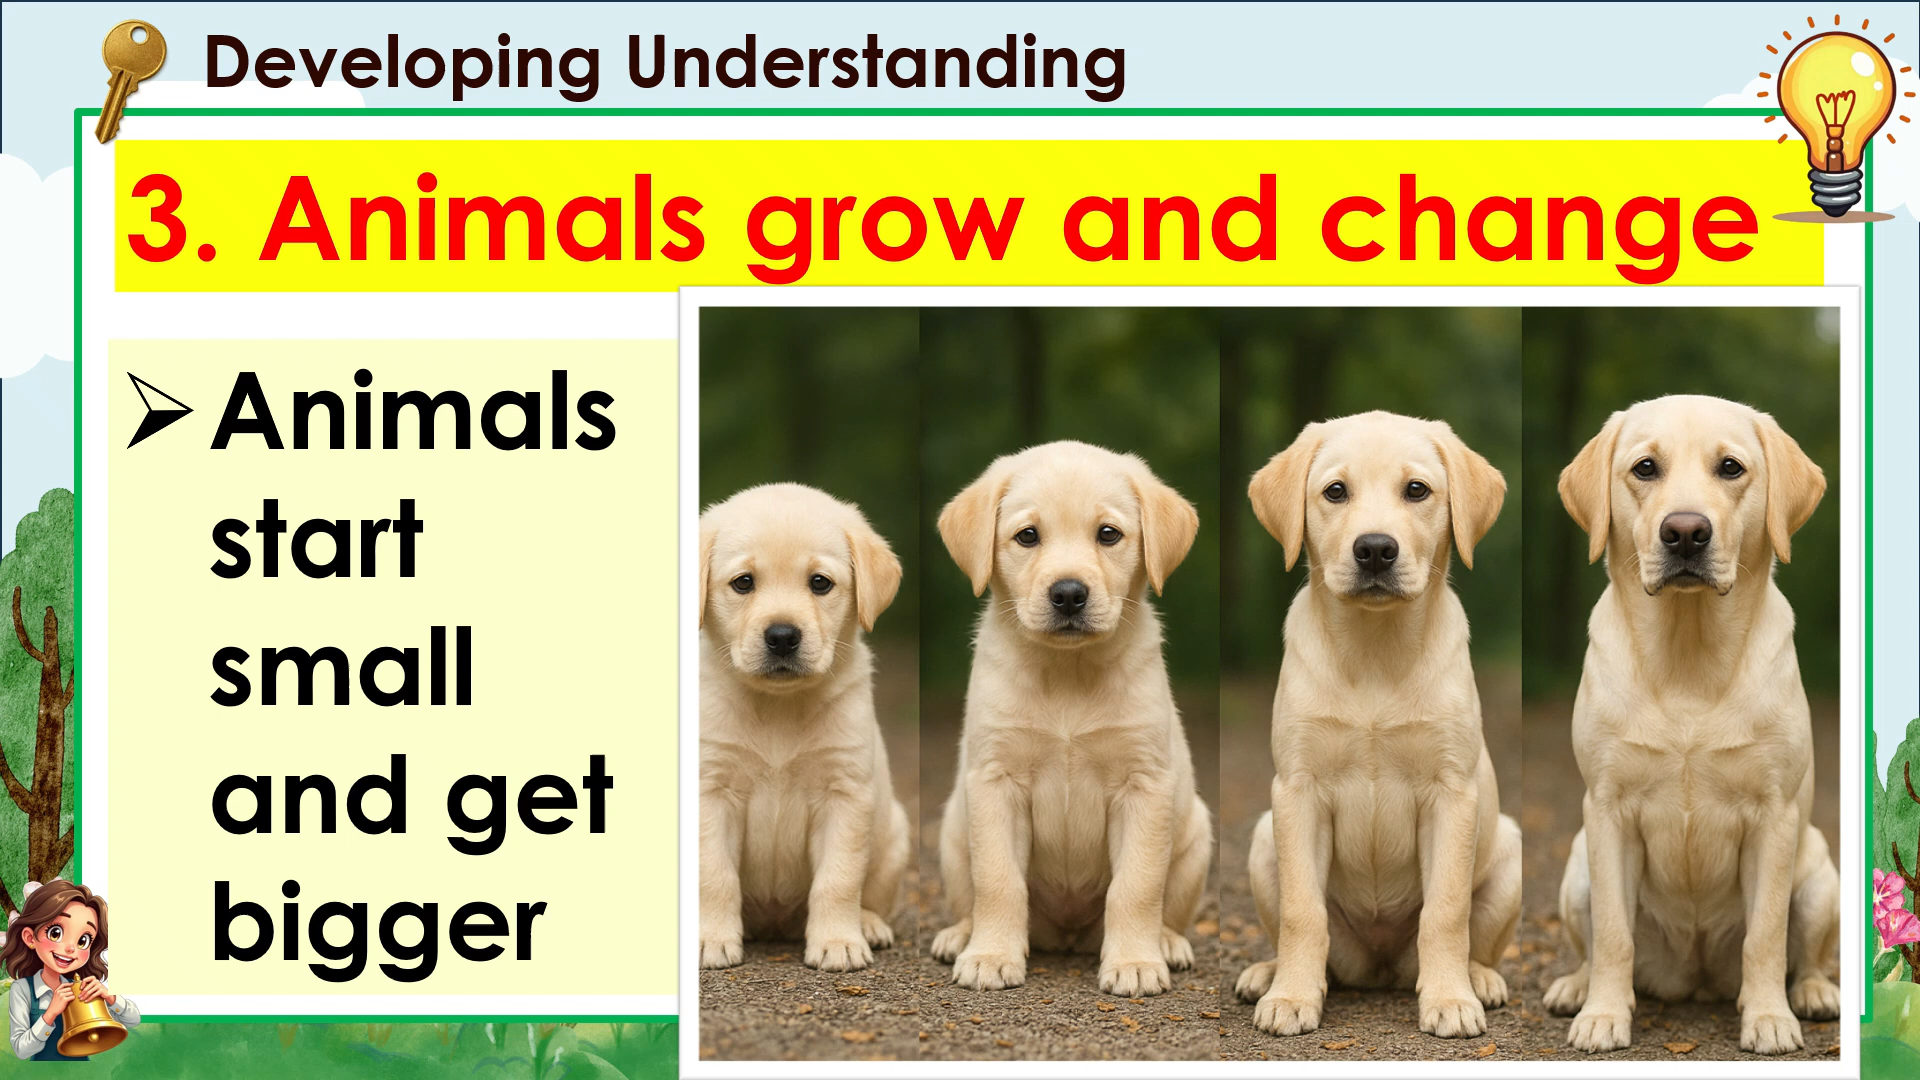 Developing Understanding
3. Animals grow and change
➢ Animals
start
small
and get
bigger